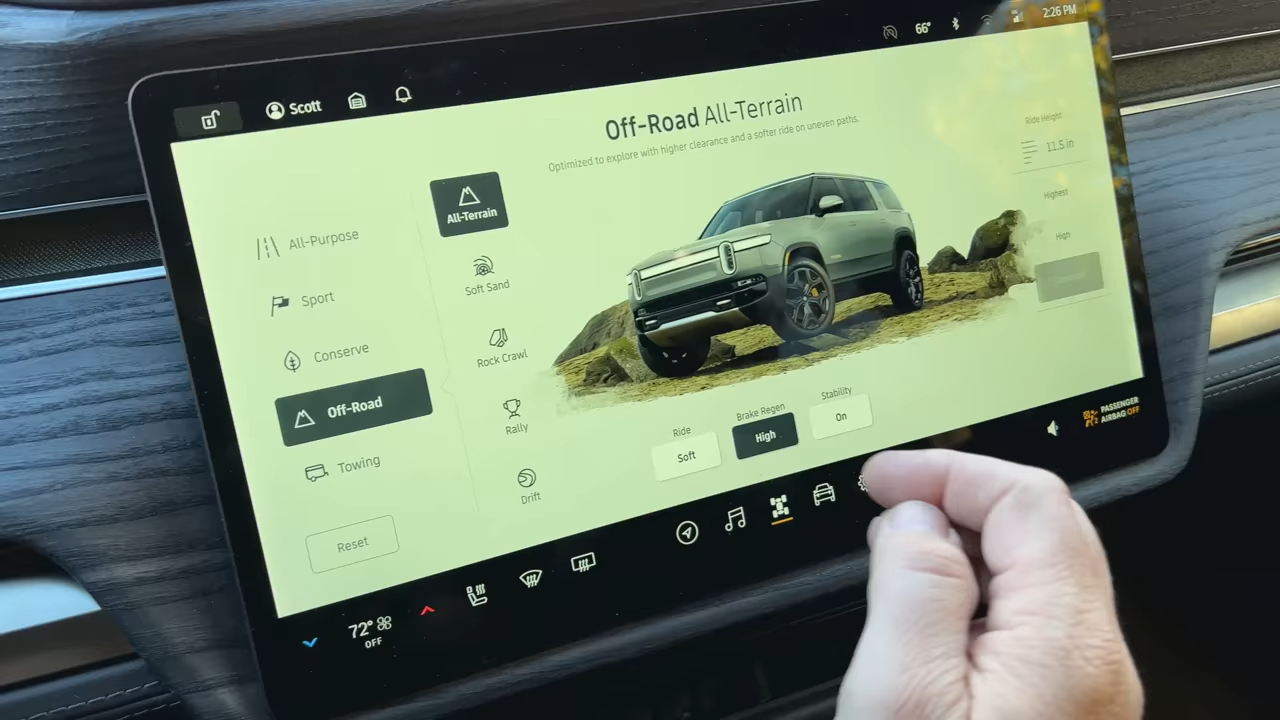 Scott
66°
2:26 PM
Off-Road All-Terrain
Optimized to explore with higher clearance and a softer ride on uneven paths.
All-Purpose
Sport
Conserve
Off-Road
Towing
Reset
All-Terrain
Soft Sand
Rock Crawl
Rally
Drift
Ride Height
11.5 in
Highest
High
Ride
Soft
Brake Regen
High
Stability
On
72°
OFF
PASSENGER
AIRBAG OFF